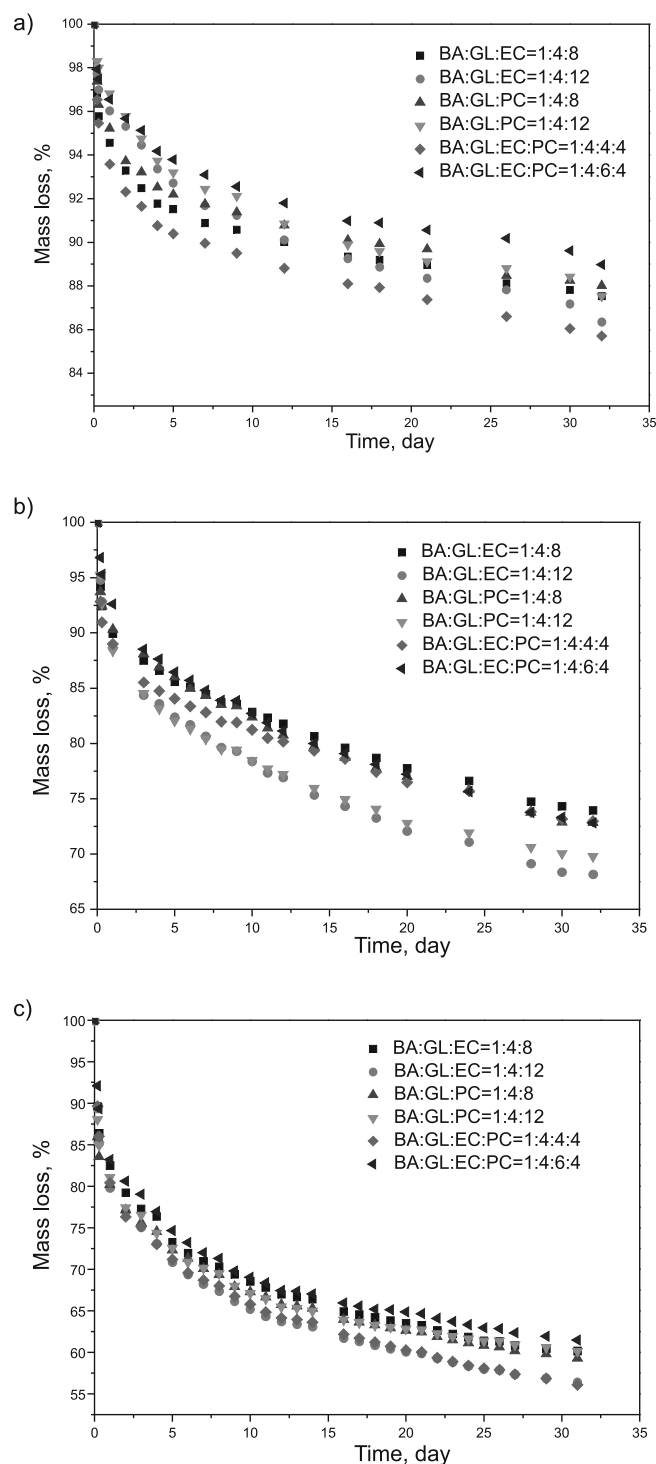 a)
100
98
96
94
92
90
88
86
84
Mass loss, %
BA:GL:EC=1:4:8
BA:GL:EC=1:4:12
BA:GL:PC=1:4:8
BA:GL:PC=1:4:12
BA:GL:EC:PC=1:4:4:4
BA:GL:EC:PC=1:4:6:4
0 5 10 15 20 25 30 35
Time, day
b)
100
95
90
85
80
75
70
65
Mass loss, %
BA:GL:EC=1:4:8
BA:GL:EC=1:4:12
BA:GL:PC=1:4:8
BA:GL:PC=1:4:12
BA:GL:EC:PC=1:4:4:4
BA:GL:EC:PC=1:4:6:4
0 5 10 15 20 25 30 35
Time, day
c)
100
95
90
85
80
75
70
65
60
55
Mass loss, %
BA:GL:EC=1:4:8
BA:GL:EC=1:4:12
BA:GL:PC=1:4:8
BA:GL:PC=1:4:12
BA:GL:EC:PC=1:4:4:4
BA:GL:EC:PC=1:4:6:4
0 5 10 15 20 25 30 35
Time, day